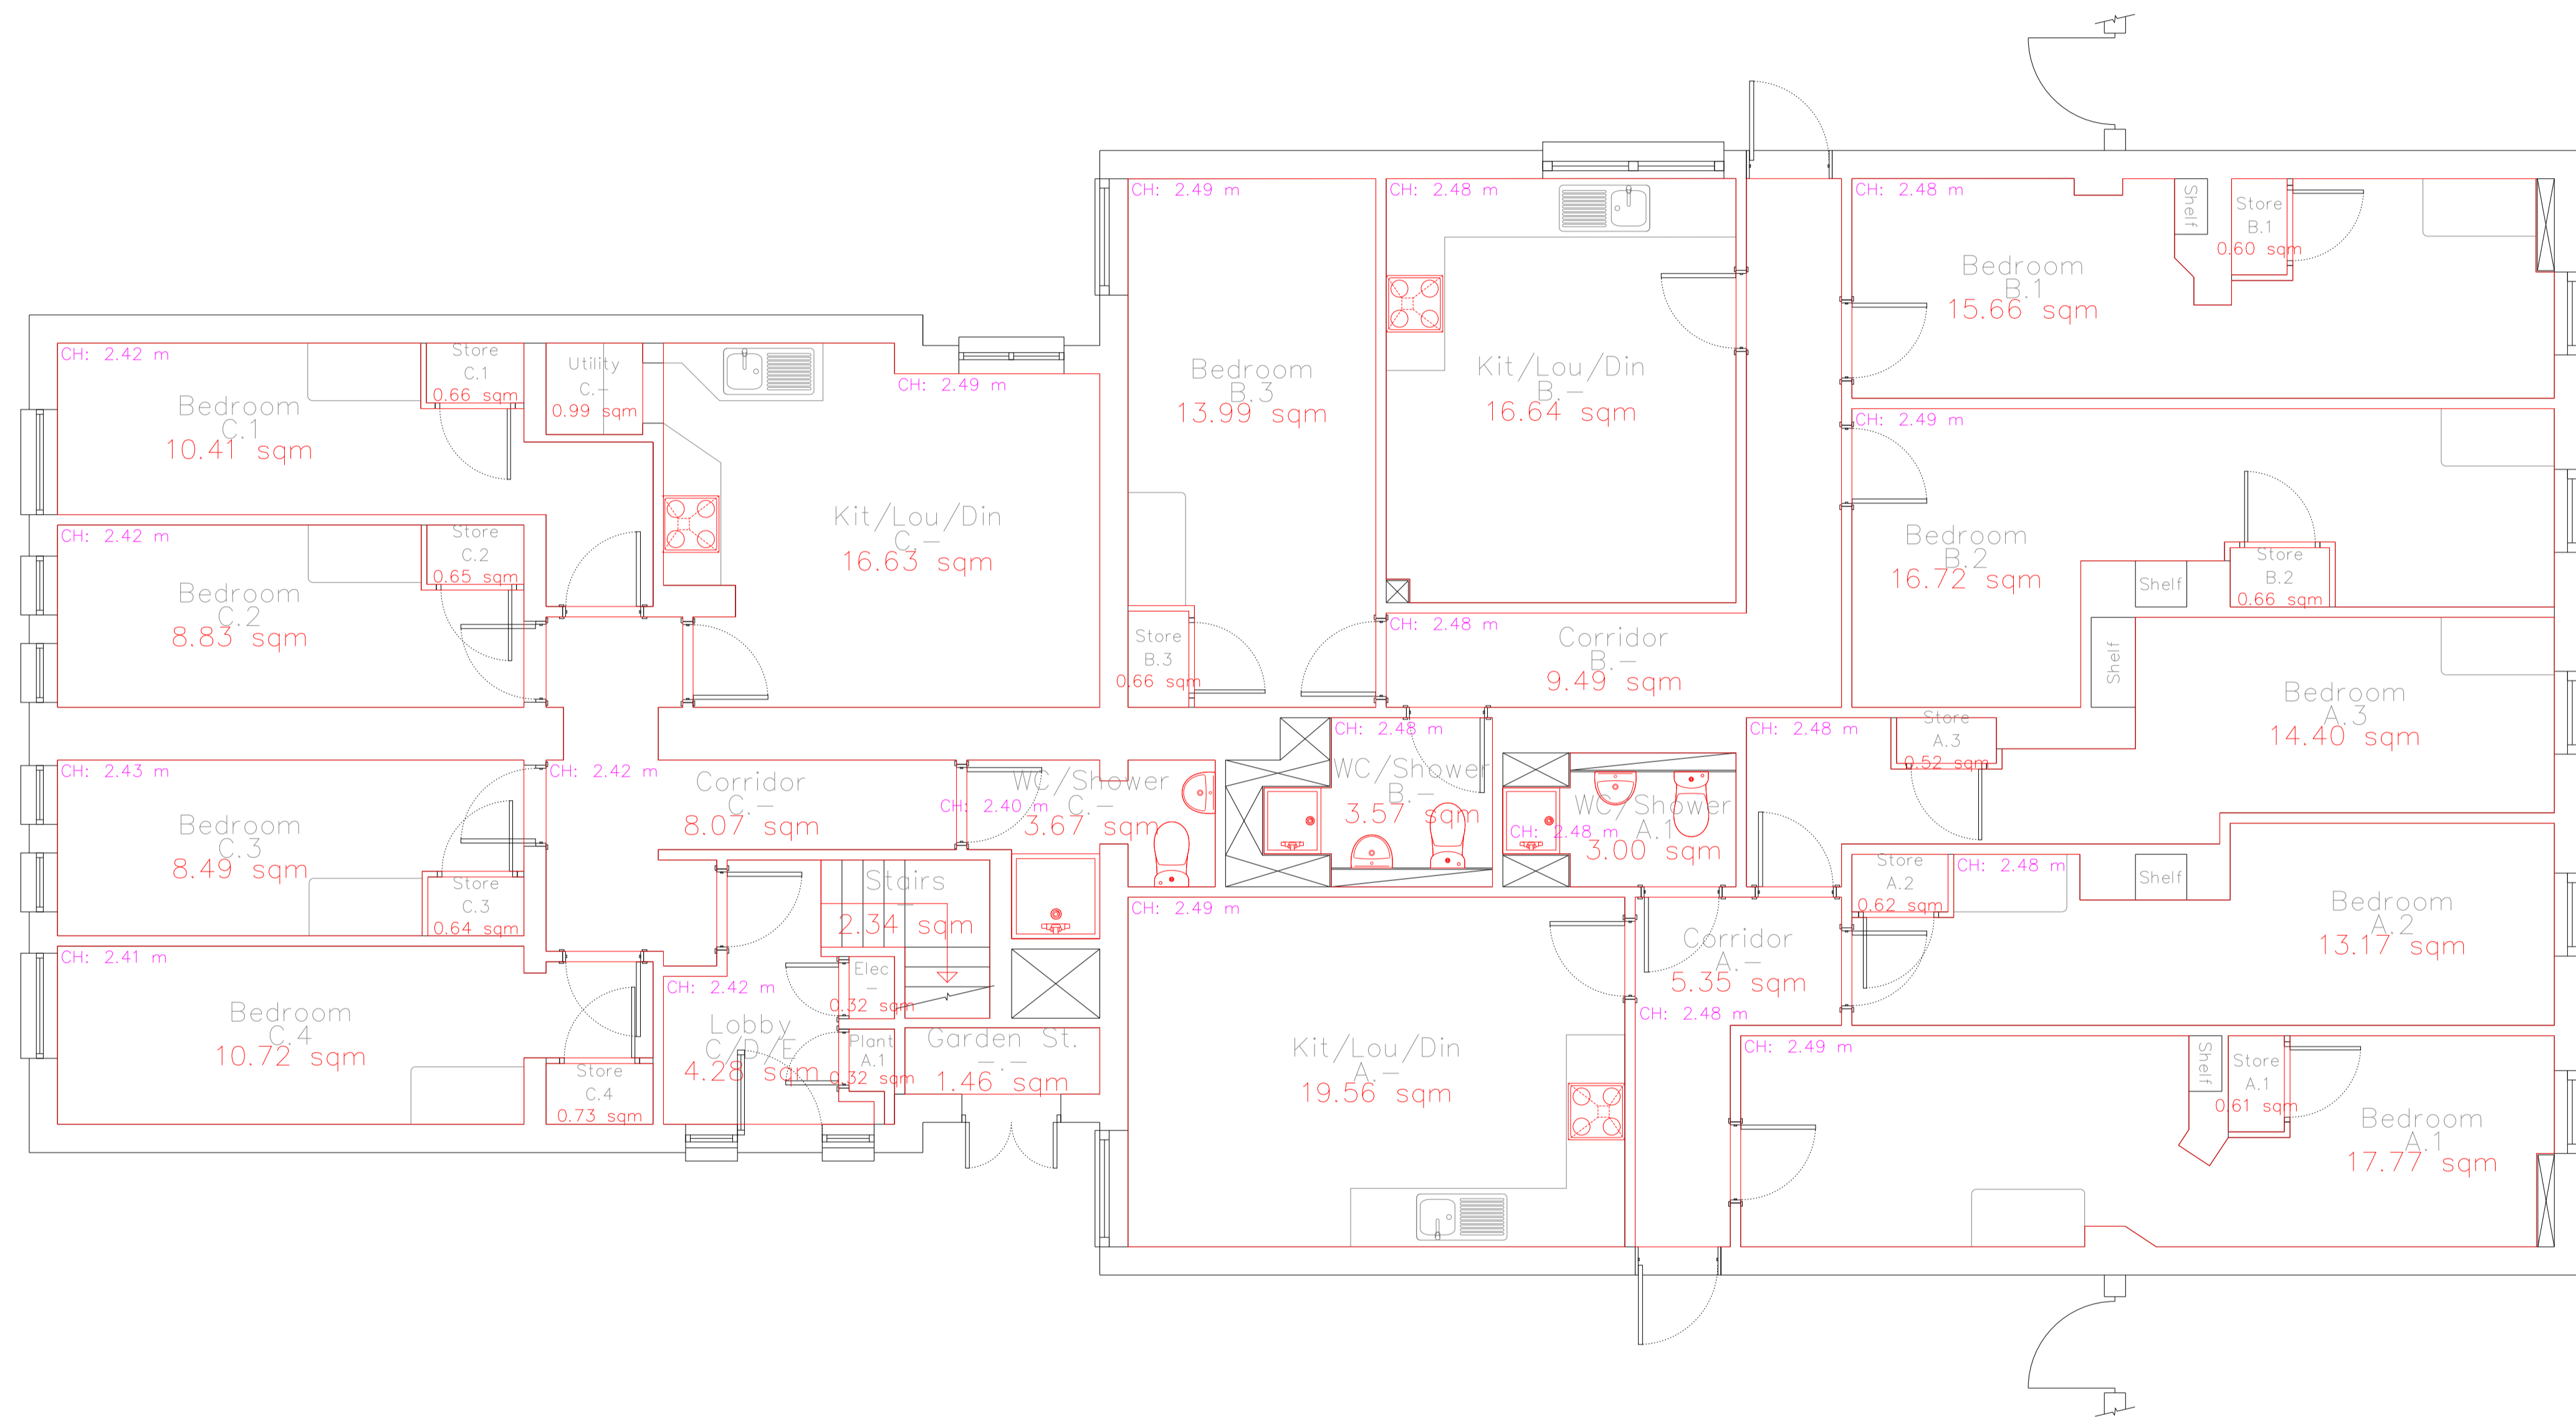 CH: 2.42 m
Bedroom
C.1
10.41 sqm
Store
C.1
0.66 sqm
Utility
C.-
0.99 sqm
CH: 2.49 m
Kit/Lou/Din
C.-
16.63 sqm
CH: 2.42 m
Bedroom
C.2
8.83 sqm
Store
C.2
0.65 sqm
CH: 2.43 m
Bedroom
C.3
8.49 sqm
Store
C.3
0.64 sqm
CH: 2.41 m
Bedroom
C.4
10.72 sqm
Store
C.4
0.73 sqm
CH: 2.42 m
Corridor
C.-
8.07 sqm
CH: 2.40 m
WC/Shower
C.-
3.67 sqm
Stairs
-
2.34 sqm
CH: 2.42 m
Lobby
C/D/E
4.28 sqm
Elec
-
0.32 sqm
Plant
A.1
0.32 sqm
Garden St.
-.-
1.46 sqm
CH: 2.49 m
Bedroom
B.3
13.99 sqm
Store
B.3
0.66 sqm
CH: 2.48 m
Kit/Lou/Din
B.-
16.64 sqm
CH: 2.48 m
Corridor
B.-
9.49 sqm
CH: 2.48 m
WC/Shower
B.-
3.57 sqm
CH: 2.48 m
WC/Shower
A.1
3.00 sqm
CH: 2.48 m
Bedroom
B.1
15.66 sqm
Shelf
Store
B.1
0.60 sqm
CH: 2.49 m
Bedroom
B.2
16.72 sqm
Shelf
Store
B.2
0.66 sqm
Shelf
CH: 2.48 m
Store
A.3
0.52 sqm
Bedroom
A.3
14.40 sqm
Store
A.2
0.62 sqm
CH: 2.48 m
Shelf
Bedroom
A.2
13.17 sqm
CH: 2.49 m
Kit/Lou/Din
A.-
19.56 sqm
Corridor
A.-
5.35 sqm
CH: 2.48 m
CH: 2.49 m
Shelf
Store
A.1
0.61 sqm
Bedroom
A.1
17.77 sqm